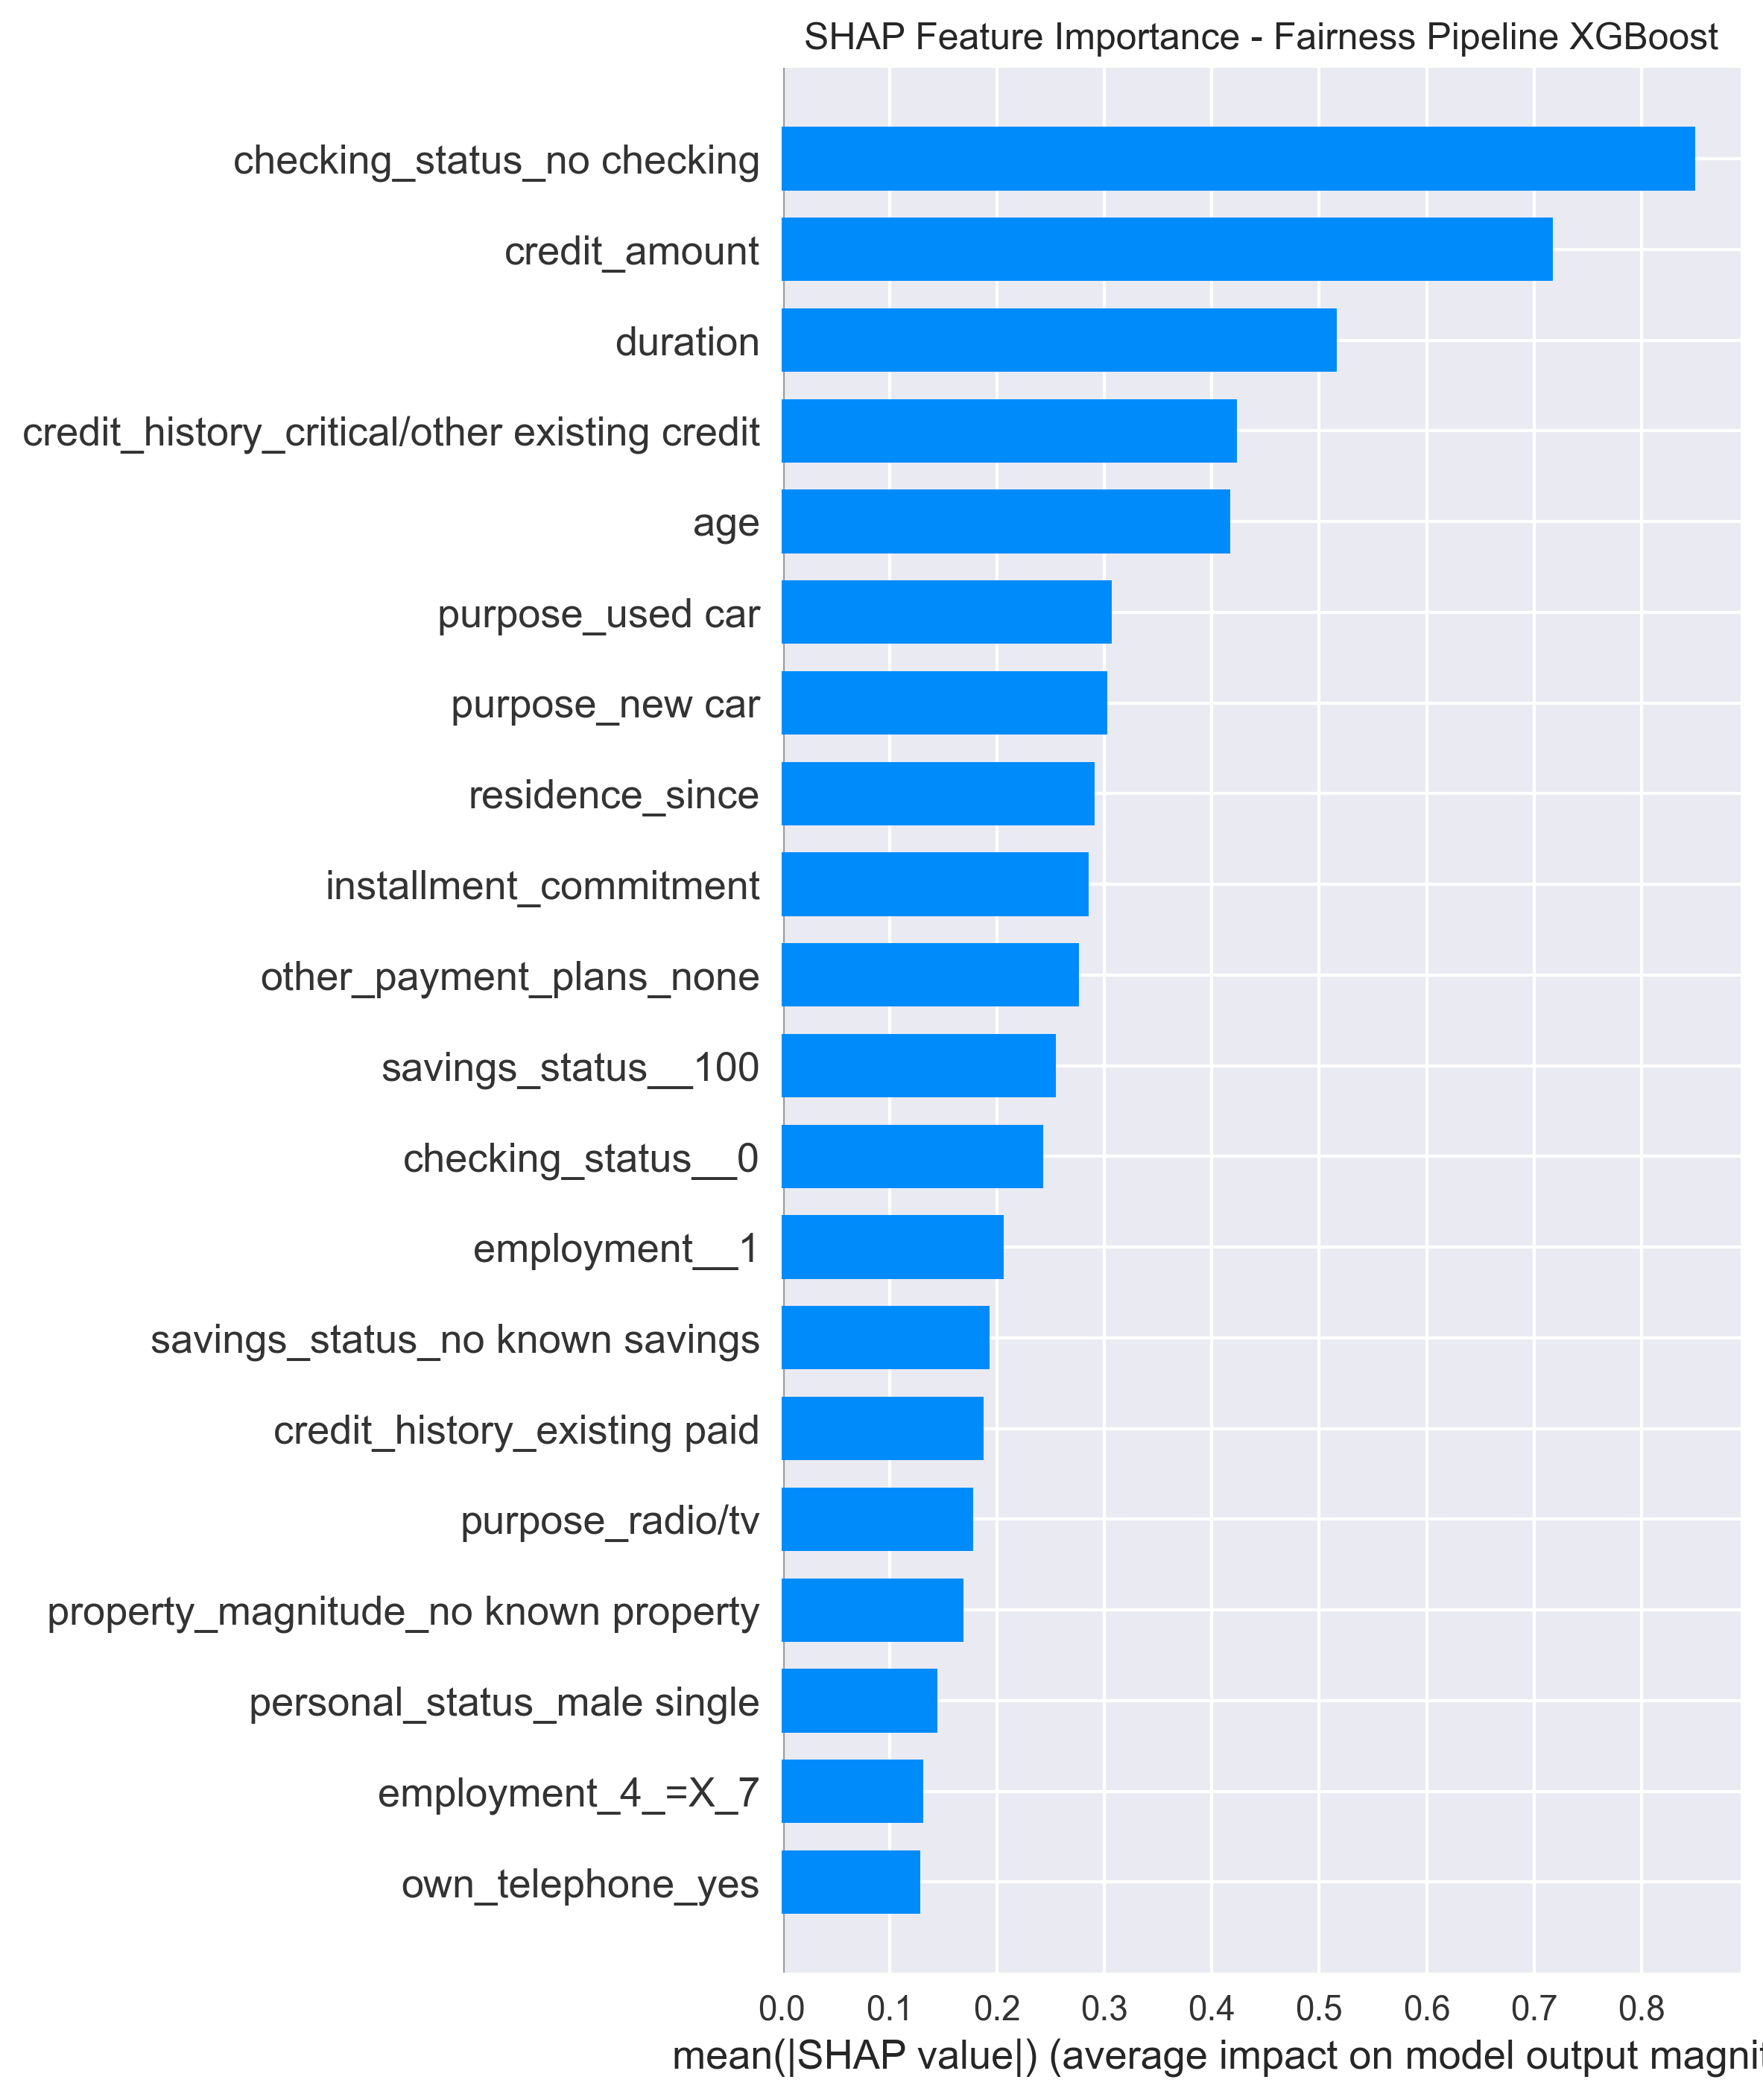 SHAP Feature Importance - Fairness Pipeline XGBoost
checking_status_no checking
credit_amount
duration
credit_history_critical/other existing credit
age
purpose_used car
purpose_new car
residence_since
installment_commitment
other_payment_plans_none
savings_status__100
checking_status__0
employment__1
savings_status_no known savings
credit_history_existing paid
purpose_radio/tv
property_magnitude_no known property
personal_status_male single
employment_4_=X_7
own_telephone_yes
0.0 0.1 0.2 0.3 0.4 0.5 0.6 0.7 0.8
mean(|SHAP value|) (average impact on model output magnit